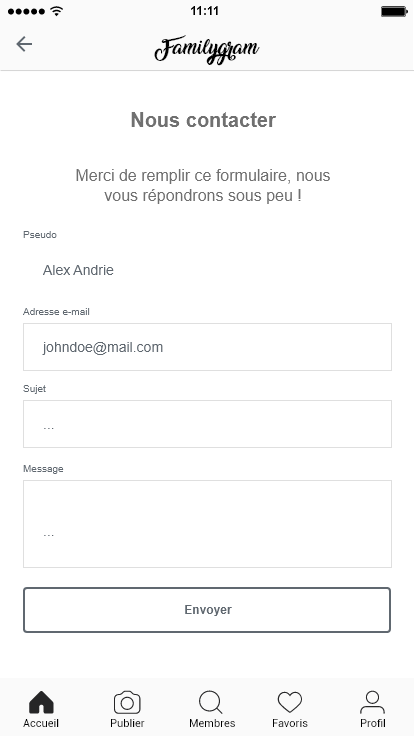 11:11
Familygram
Nous contacter
Merci de remplir ce formulaire, nous
vous répondrons sous peu !
Pseudo
Alex Andrie
Adresse e-mail
johndoe@mail.com
Sujet
...
Message
...
Envoyer
Accueil Publier Membres Favoris Profil